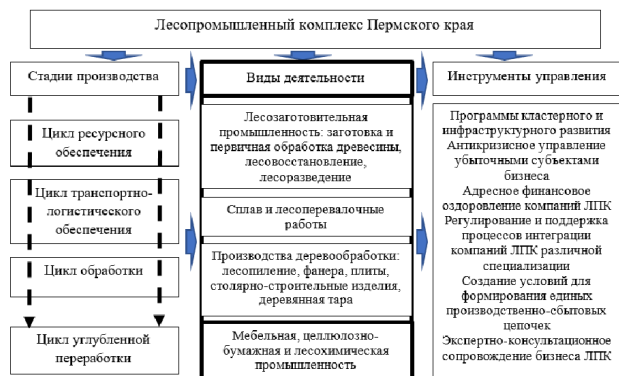 Лесопромышленный комплекс Пермского края
Стадии производства
Виды деятельности
Инструменты управления
Цикл ресурсного
обеспечения
Цикл транспортно-
логистического
обеспечения
Цикл обработки
Цикл углубленной
переработки
Лесозаготовительная
промышленность: заготовка и
первичная обработка древесины,
лесовосстановление,
лесоразведение
Сплав и лесоперевалочные
работы
Производства деревообработки:
лесопиление, фанера, плиты,
столярно-строительные изделия,
деревянная тара
Мебельная, целлюлозно-
бумажная и лесохимическая
промышленность
Программы кластерного и
инфраструктурного развития
Антикризисное управление
убыточными субъектами
бизнеса
Адресное финансовое
оздоровление компаний ЛПК
Регулирование и поддержка
процессов интеграции
компаний ЛПК различной
специализации
Создание условий для
формирования единых
производственно-сбытовых
цепочек
Экспертно-консультационное
сопровождение бизнеса ЛПК